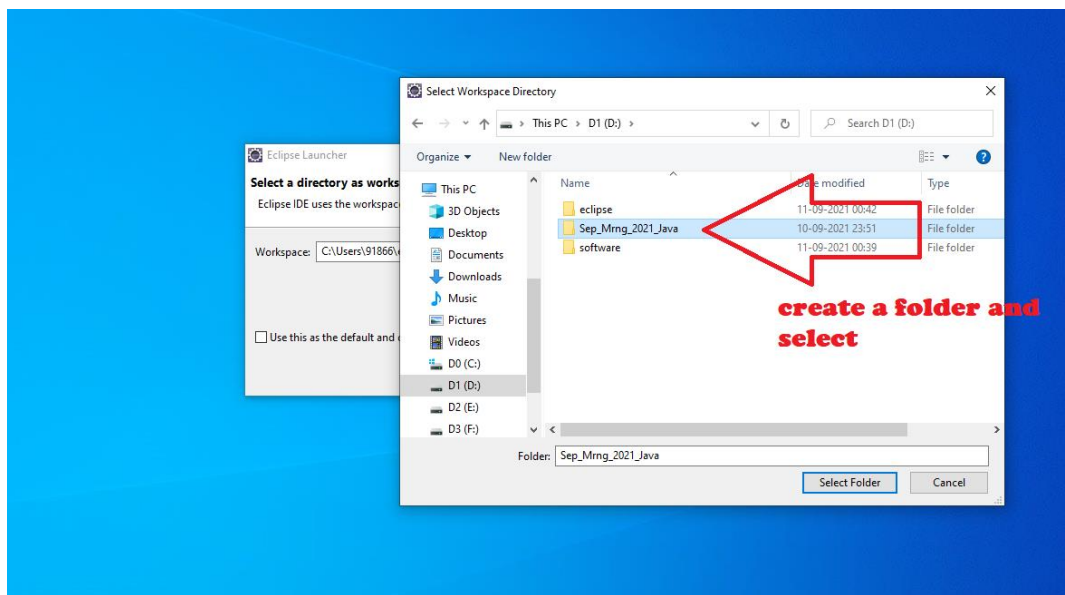 Select Workspace Directory
This PC > D1 (D:) >
Search D1 (D:)
Organize
New folder
Eclipse Launcher
Select a directory as works
Eclipse IDE uses the workspac
Workspace: C:\Users\91866\
Use this as the default and
This PC
3D Objects
Desktop
Documents
Downloads
Music
Pictures
Videos
D0 (C:)
D1 (D:)
D2 (E:)
D3 (F:)
Name
Date modified
Type
eclipse
11-09-2021 00:42
File folder
Sep_Mrng_2021_Java
10-09-2021 23:51
File folder
software
11-09-2021 00:39
File folder
create a folder and
select
Folder: Sep_Mrng_2021_Java
Select Folder
Cancel